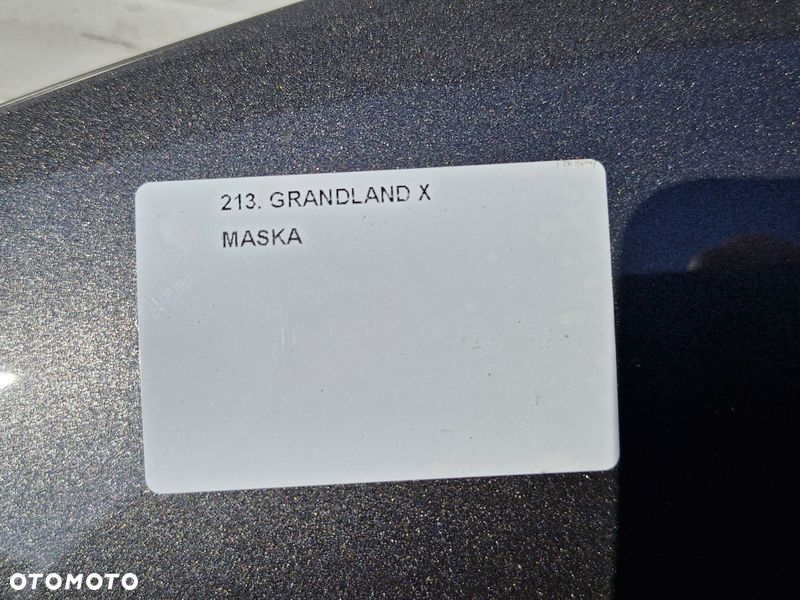 213. GRANDLAND X
MASKA
OTOMOTO